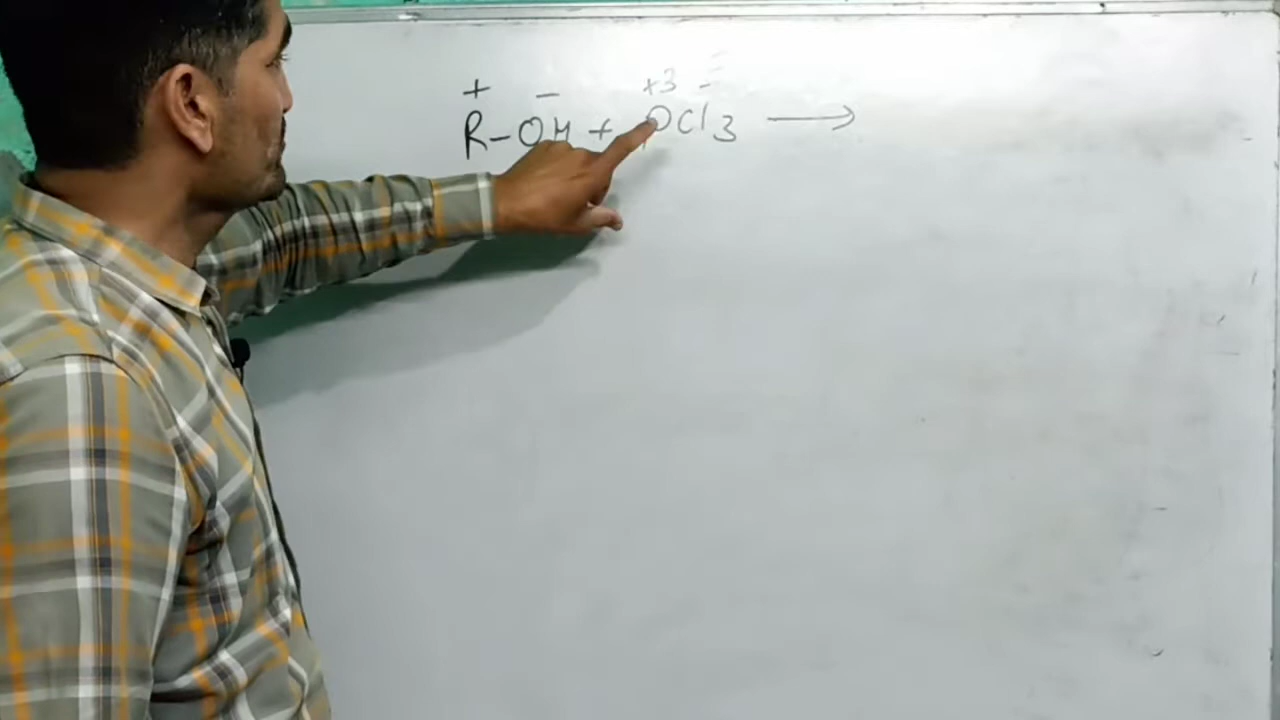 + - +3 -
R-OH + PCl3 ⟶